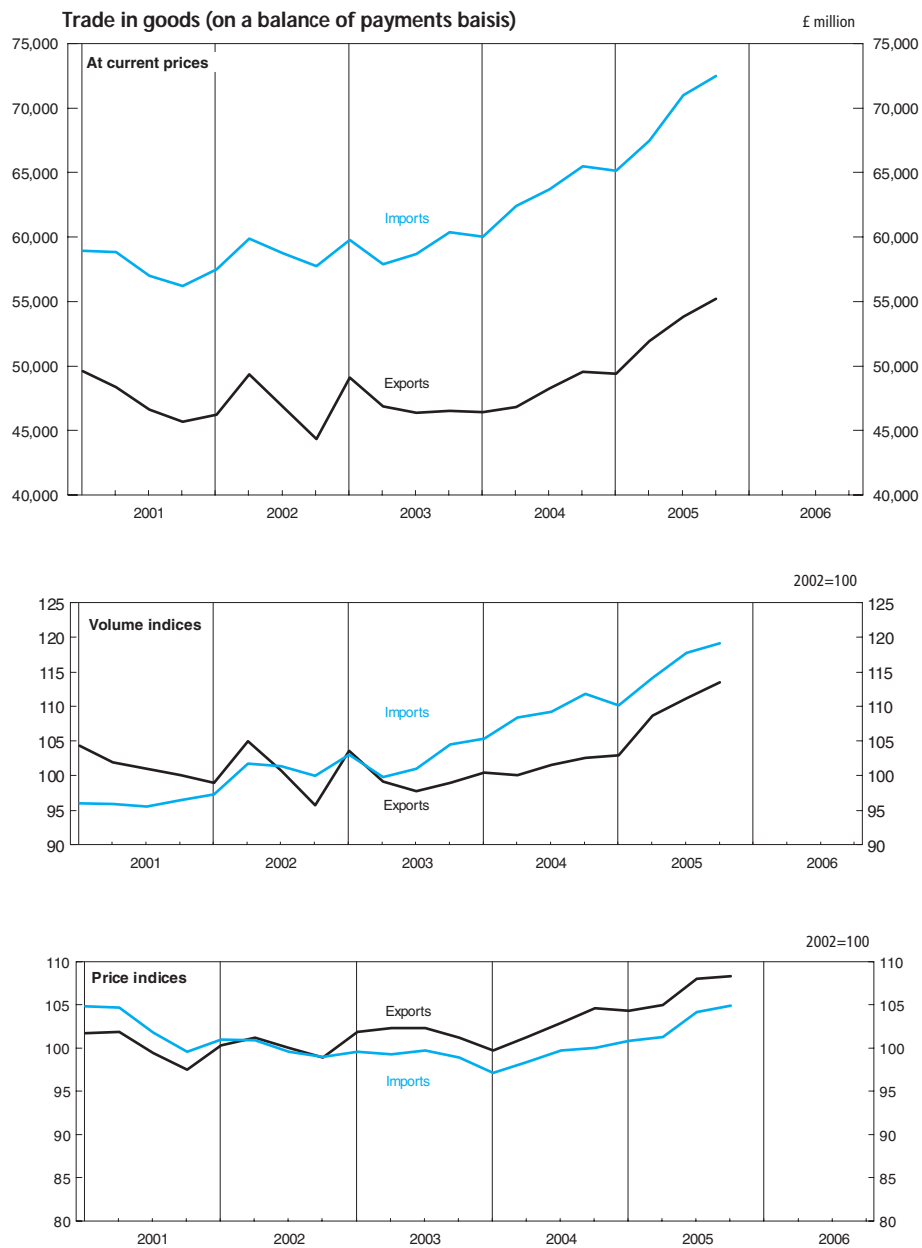 Trade in goods (on a balance of payments baisis)
£ million
75,000 75,000
At current prices
70,000 70,000
65,000 65,000
Imports
60,000 60,000
55,000 55,000
Exports
50,000 50,000
45,000 45,000
40,000 40,000
2001 2002 2003 2004 2005 2006
2002=100
125 125
Volume indices
120 120
115 115
110 110
Imports
105 105
100 100
Exports
95 95
90 90
2001 2002 2003 2004 2005 2006
2002=100
110 110
Price indices
105 105
Exports
100 100
Imports
95 95
90 90
85 85
80 80
2001 2002 2003 2004 2005 2006